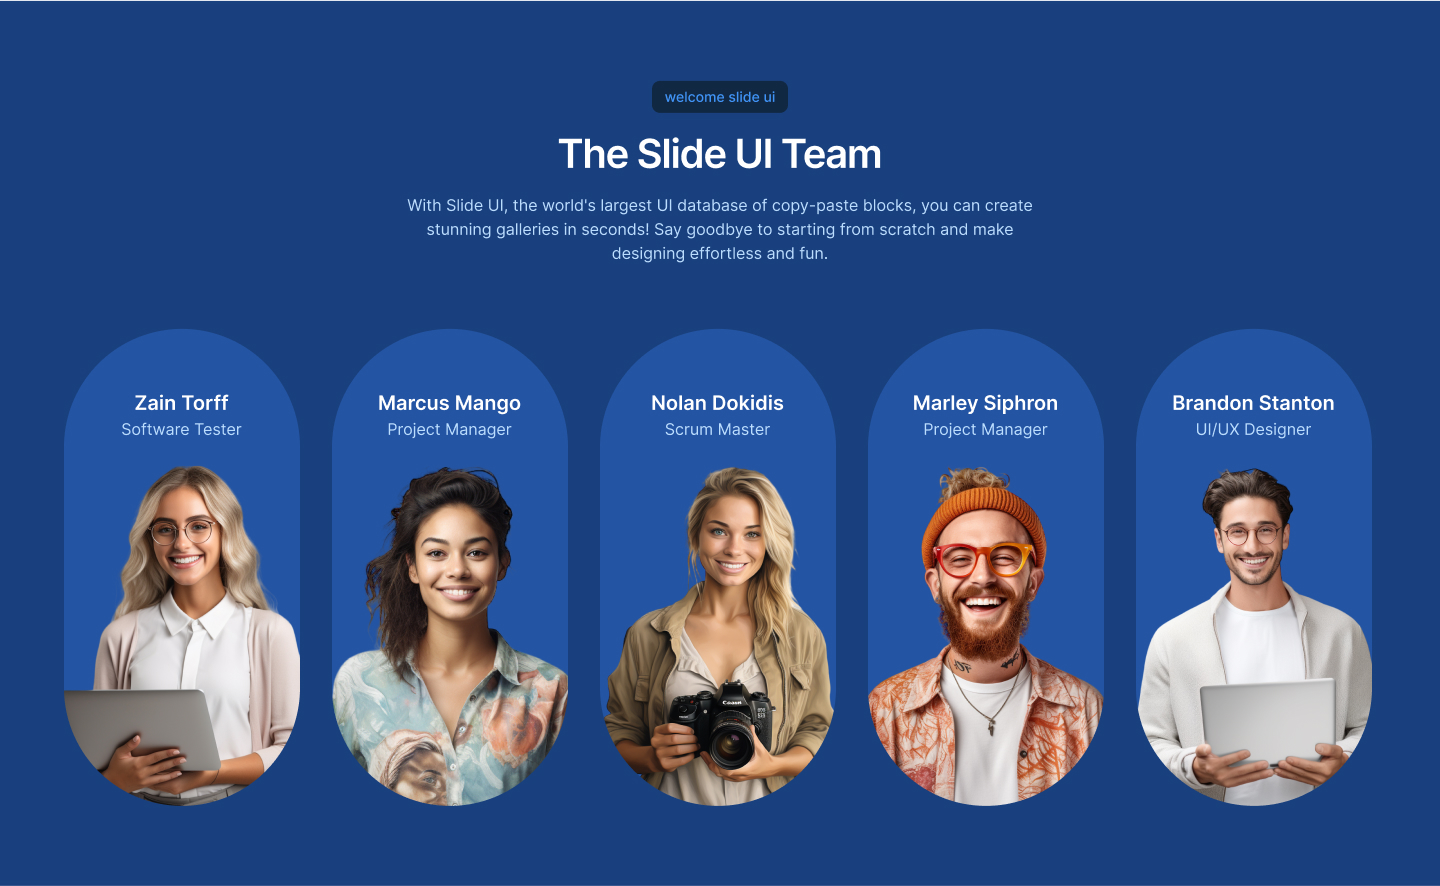 welcome slide ui
The Slide UI Team
With Slide UI, the world's largest UI database of copy-paste blocks, you can create
stunning galleries in seconds! Say goodbye to starting from scratch and make
designing effortless and fun.
Zain Torff
Software Tester
Marcus Mango
Project Manager
Nolan Dokidis
Scrum Master
Marley Siphron
Project Manager
Brandon Stanton
UI/UX Designer